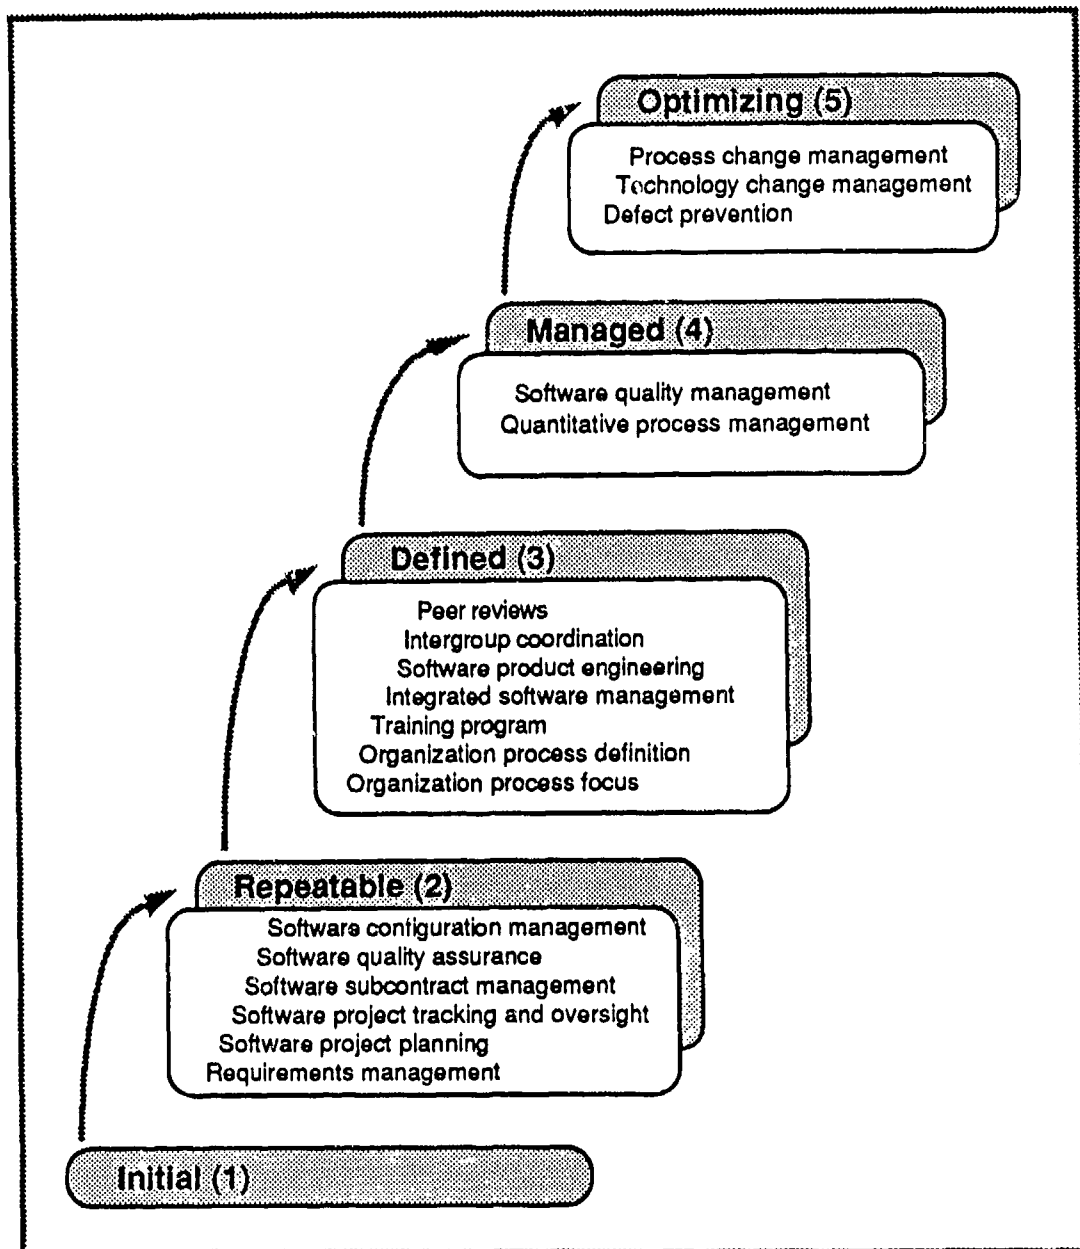 Optimizing (5)
Process change management
Technology change management
Defect prevention
Managed (4)
Software quality management
Quantitative process management
Defined (3)
Peer reviews
Intergroup coordination
Software product engineering
Integrated software management
Training program
Organization process definition
Organization process focus
Repeatable (2)
Software configuration management
Software quality assurance
Software subcontract management
Software project tracking and oversight
Software project planning
Requirements management
Initial (1)